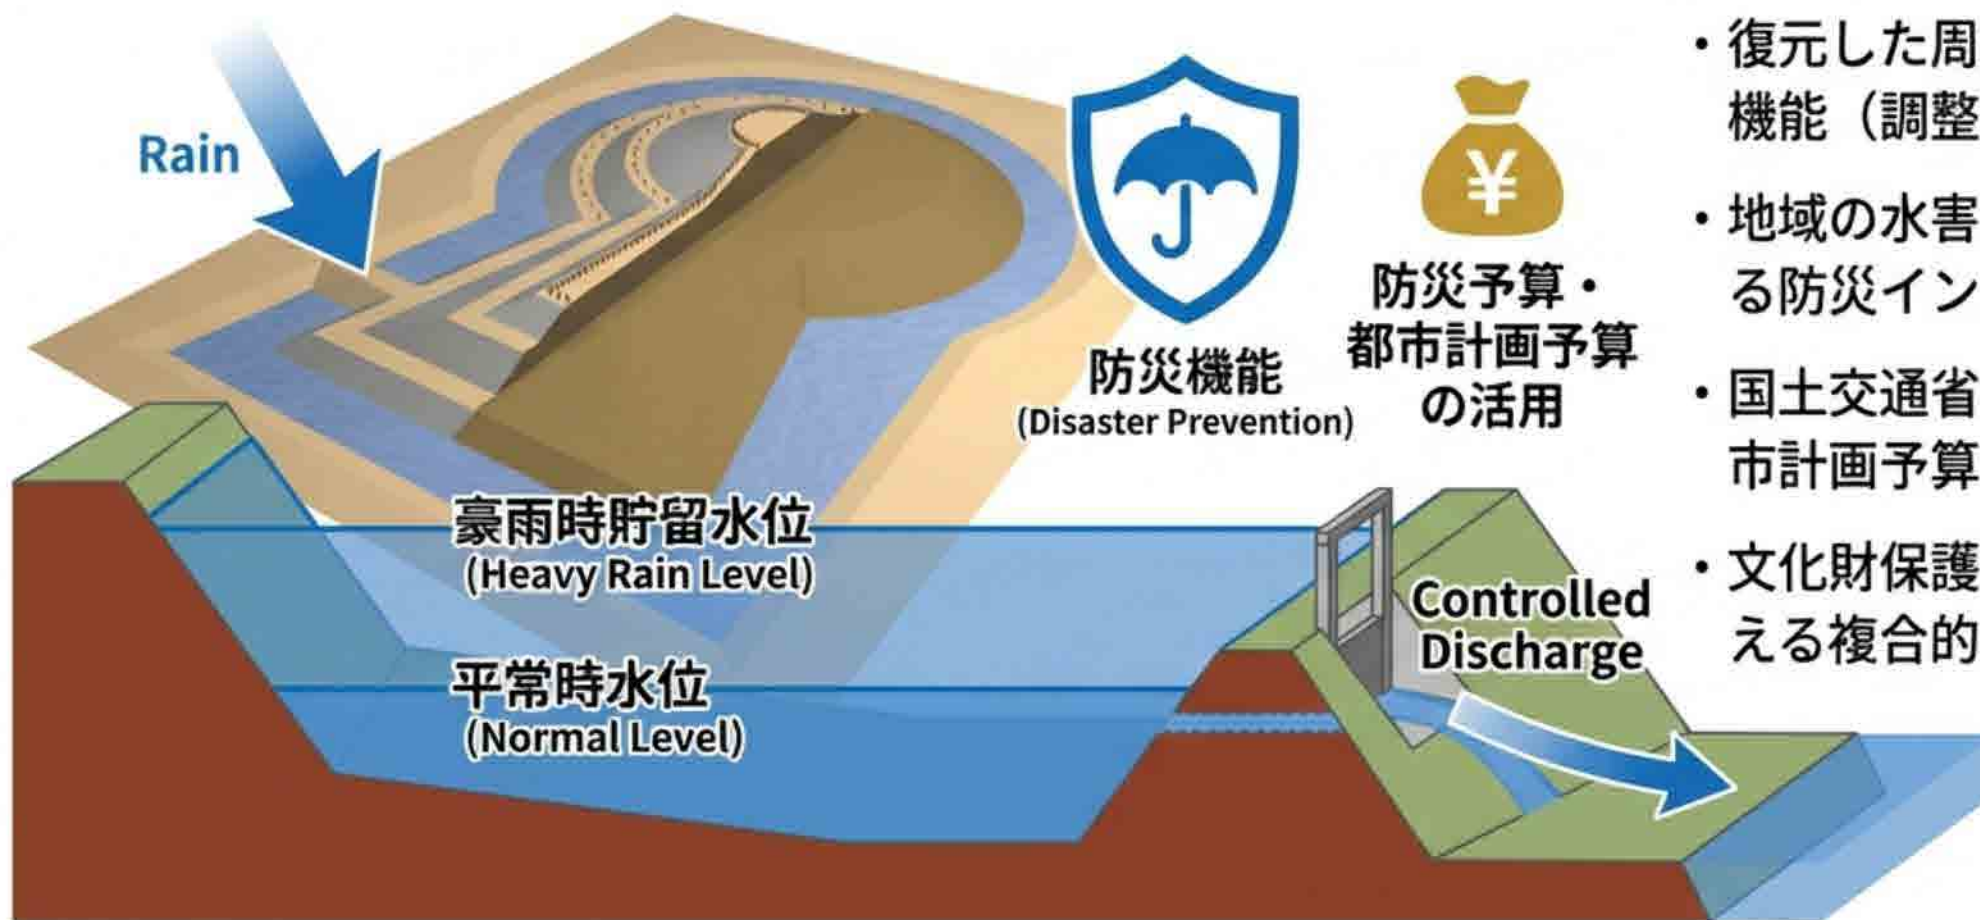 Rain
防災機能
(Disaster Prevention)
¥
防災予算・
都市計画予算
の活用
豪雨時貯留水位
(Heavy Rain Level)
平常時水位
(Normal Level)
Controlled
Discharge
・復元した周
機能（調整
・地域の水害
る防災イン
・国土交通省
市計画予算
・文化財保護
える複合的